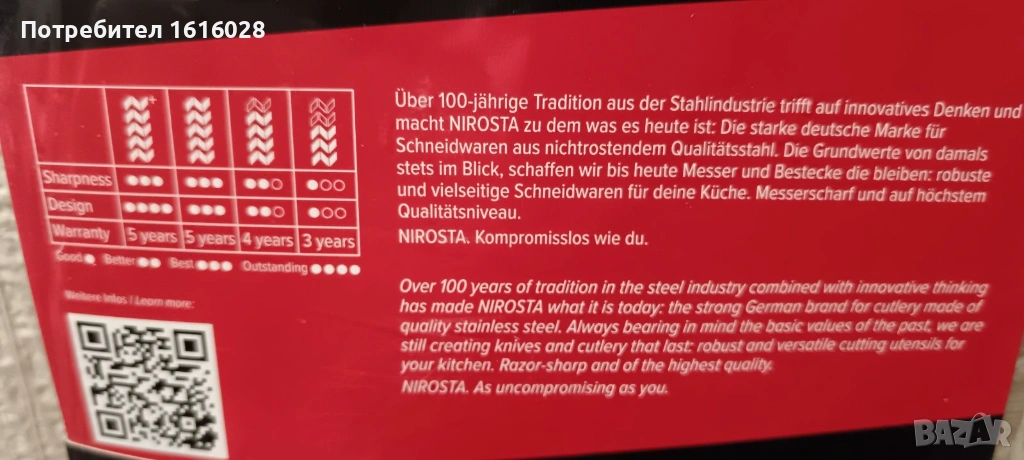 Потребител 1616028
Über 100-jährige Tradition aus der Stahlindustrie trifft auf innovatives Denken und
macht NIROSTA zu dem was es heute ist: Die starke deutsche Marke für
Schneidwaren aus nichtrostendem Qualitätsstahl. Die Grundwerte von damals
stets im Blick, schaffen wir bis heute Messer und Bestecke die bleiben: robuste
und vielseitige Schneidwaren für deine Küche. Messerscharf und auf höchstem
Qualitätsniveau.
NIROSTA. Kompromisslos wie du.
Sharpness
Design
Warranty 5 years 5 years 4 years 3 years
Good Better Best Outstanding
Weitere Infos / Learn more:
Over 100 years of tradition in the steel industry combined with innovative thinking
has made NIROSTA what it is today: the strong German brand for cutlery made of
quality stainless steel. Always bearing in mind the basic values of the past, we are
still creating knives and cutlery that last: robust and versatile cutting utensils for
your kitchen. Razor-sharp and of the highest quality.
NIROSTA. As uncompromising as you.
BAZAR